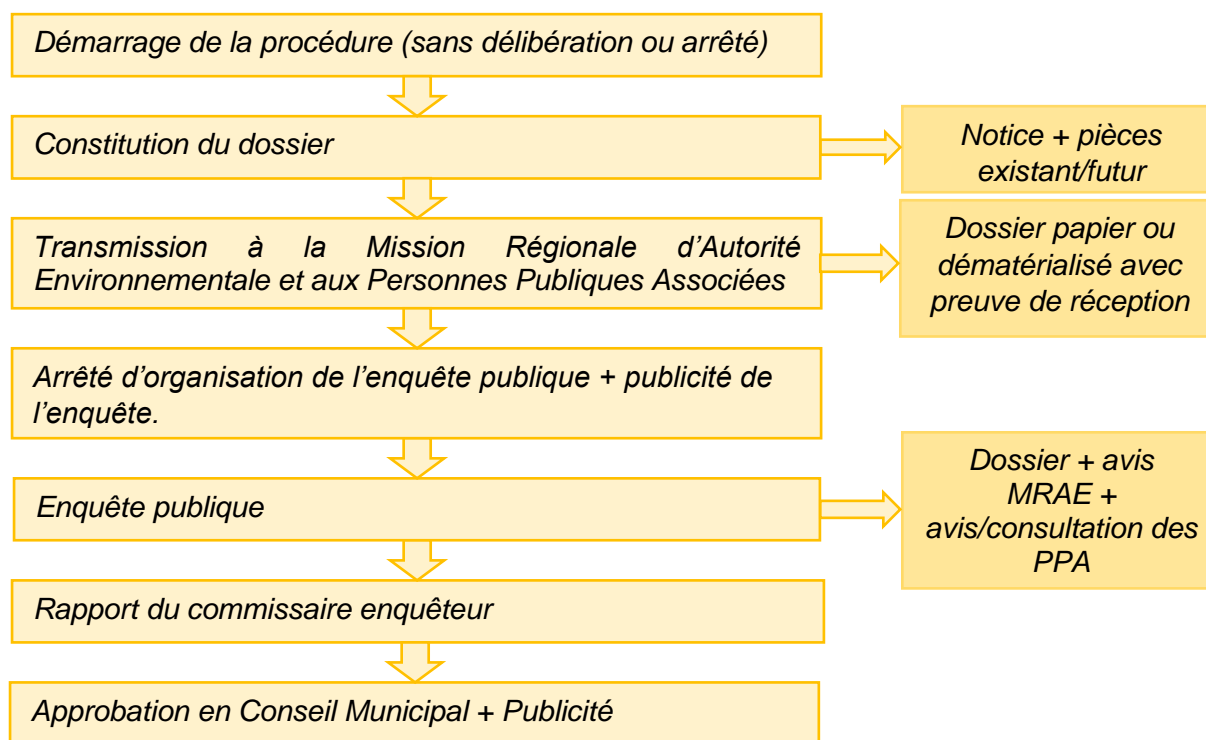 Démarrage de la procédure (sans délibération ou arrêté)
Constitution du dossier
Notice + pièces
existant/futur
Transmission à la Mission Régionale d’Autorité
Environnementale et aux Personnes Publiques Associées
Dossier papier ou
dématérialisé avec
preuve de réception
Arrêté d’organisation de l’enquête publique + publicité de
l’enquête.
Enquête publique
Dossier + avis
MRAE +
avis/consultation des
PPA
Rapport du commissaire enquêteur
Approbation en Conseil Municipal + Publicité